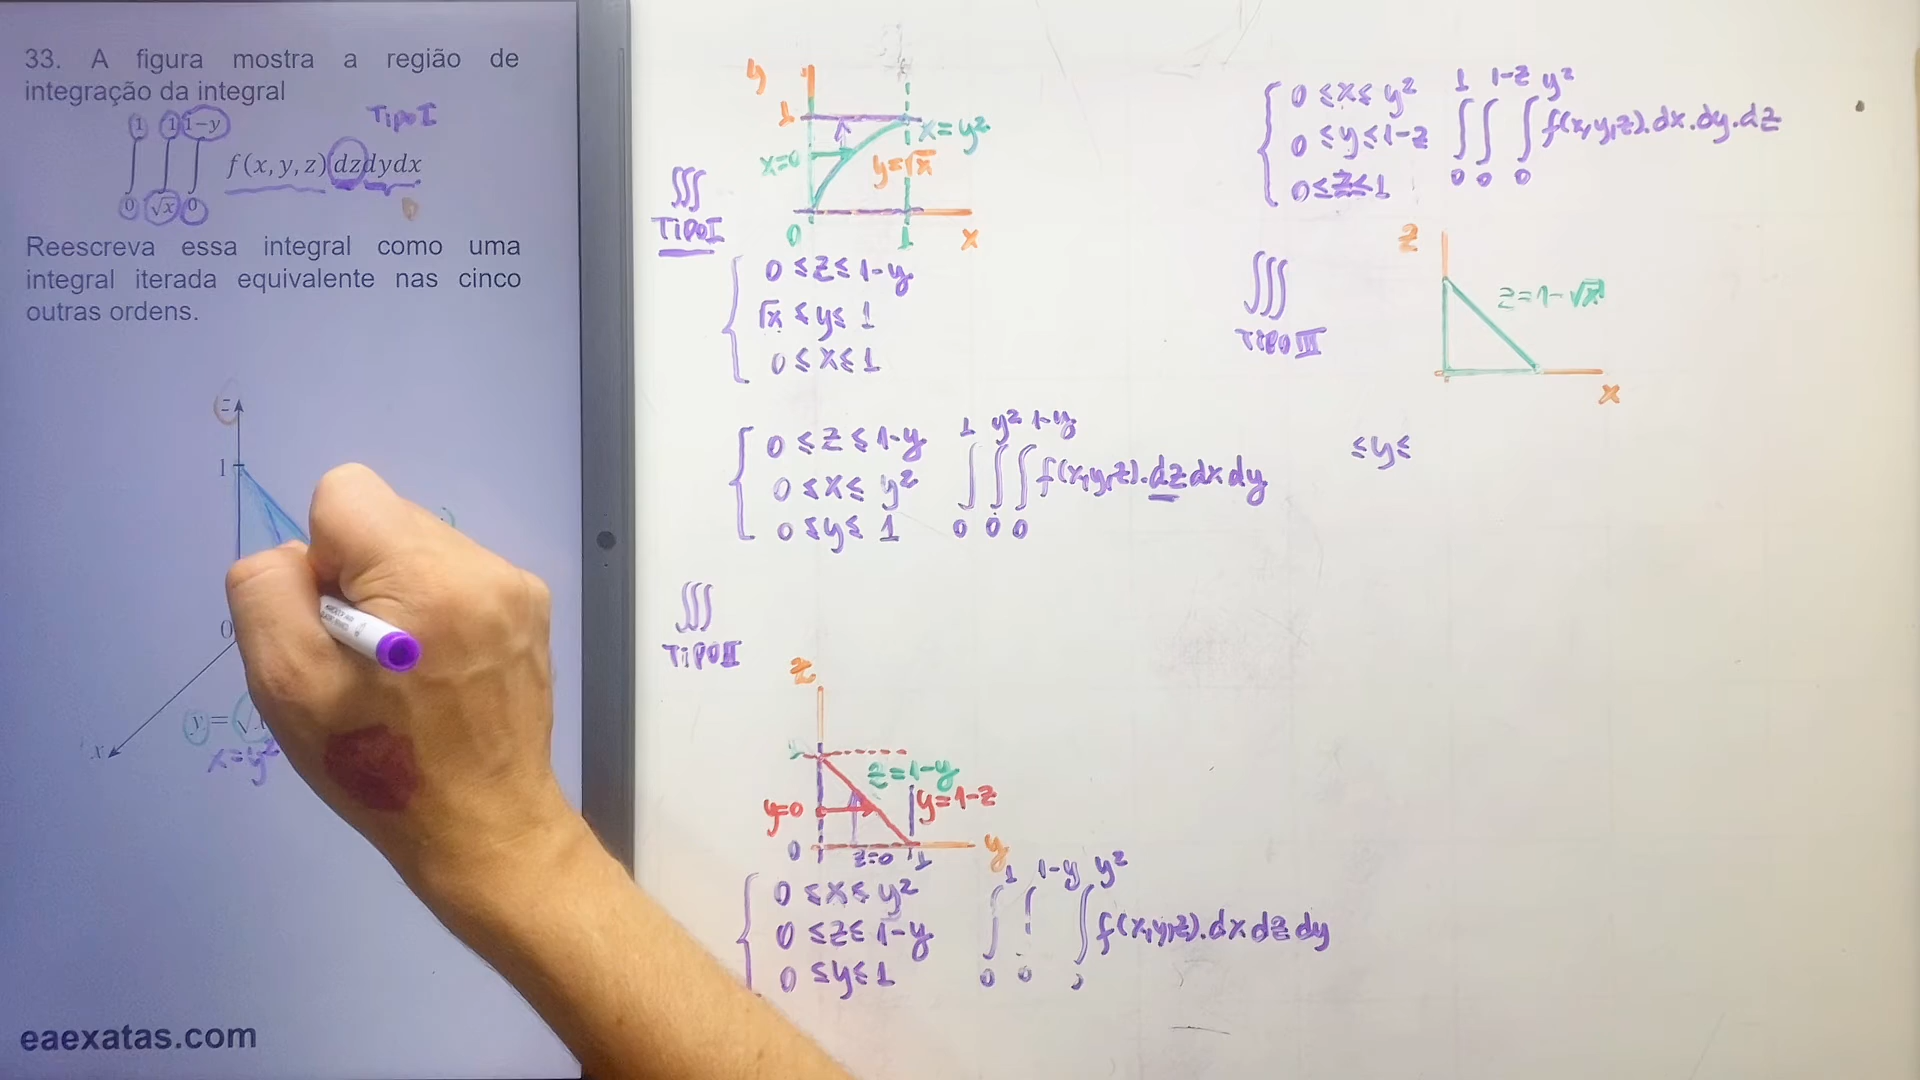 33. A figura mostra a região de
integração da integral
Tipo I
1 1 1-y
∫∫∫ f(x, y, z) dzdydx
0 √x 0
Reescreva essa integral como uma
integral iterada equivalente nas cinco
outras ordens.
z
1
0
x
y =
x=y²
eaexatas.com
y
1
x=y²
x=0
y=√x
0
1
x
∭
TIPO I
0 ≤ z ≤ 1-y
√x ≤ y ≤ 1
0 ≤ x ≤ 1
0 ≤ z ≤ 1-y
0 ≤ x ≤ y²
0 ≤ y ≤ 1
1 y² 1-y
∫∫∫ f(x,y,z).dz dx dy
0 0 0
∭
TIPO II
z
z=1-y
y=0
y=1-z
0
z=0
1
y
0 ≤ x ≤ y²
0 ≤ z ≤ 1-y
0 ≤ y ≤ 1
1 1-y y²
∫∫∫ f(x,y,z).dx dz dy
0 0
0 ≤ x ≤ y²
0 ≤ y ≤ 1-z
0 ≤ z ≤ 1
1 1-z y²
∫∫∫ f(x,y,z).dx.dy.dz
0 0 0
∭
TIPO III
z
z=1-√x
x
≤ y ≤